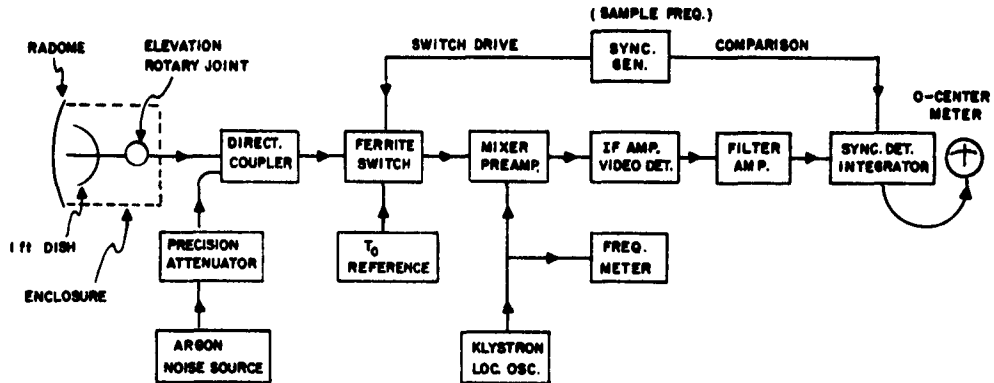 (SAMPLE FREQ.)
RADOME
ELEVATION
ROTARY JOINT
SWITCH DRIVE
SYNC.
GEN.
COMPARISON
O-CENTER
METER
DIRECT.
COUPLER
FERRITE
SWITCH
MIXER
PREAMP.
IF AMP.
VIDEO DET.
FILTER
AMP.
SYNC. DET.
INTEGRATOR
1 ft DISH
PRECISION
ATTENUATOR
T0
REFERENCE
FREQ.
METER
ENCLOSURE
ARGON
NOISE SOURCE
KLYSTRON
LOC. OSC.